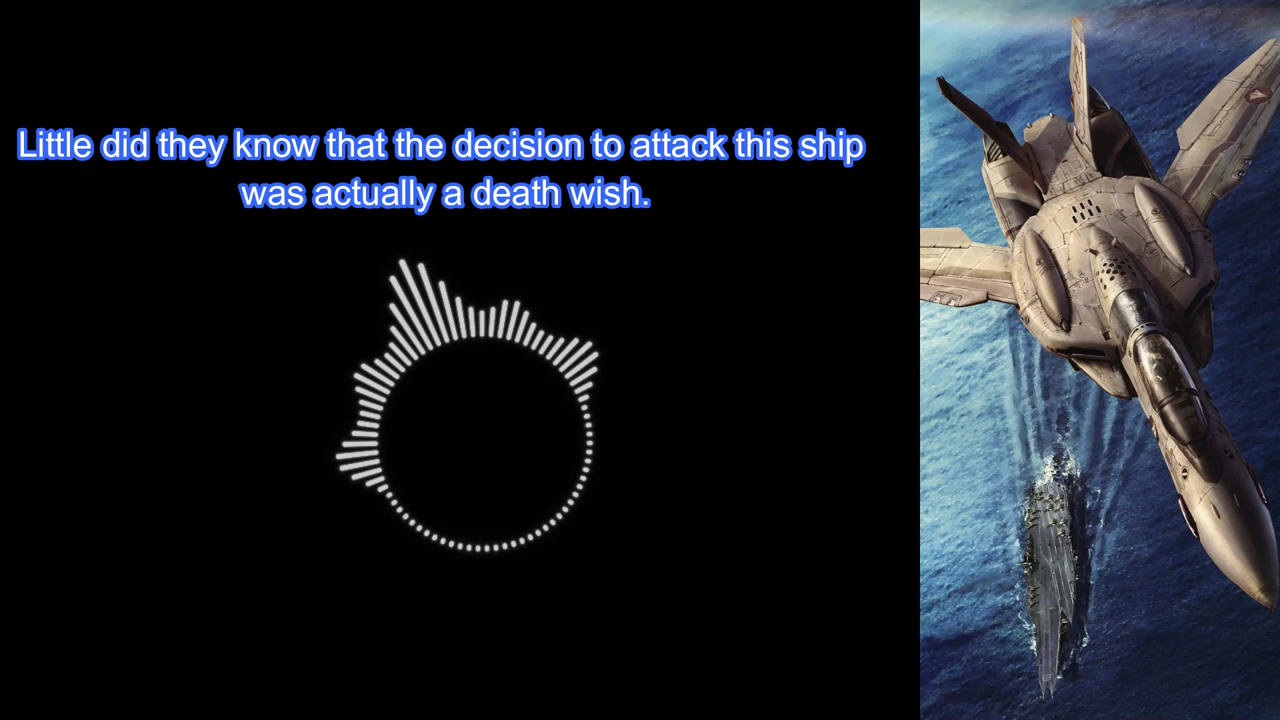 Little did they know that the decision to attack this ship
was actually a death wish.